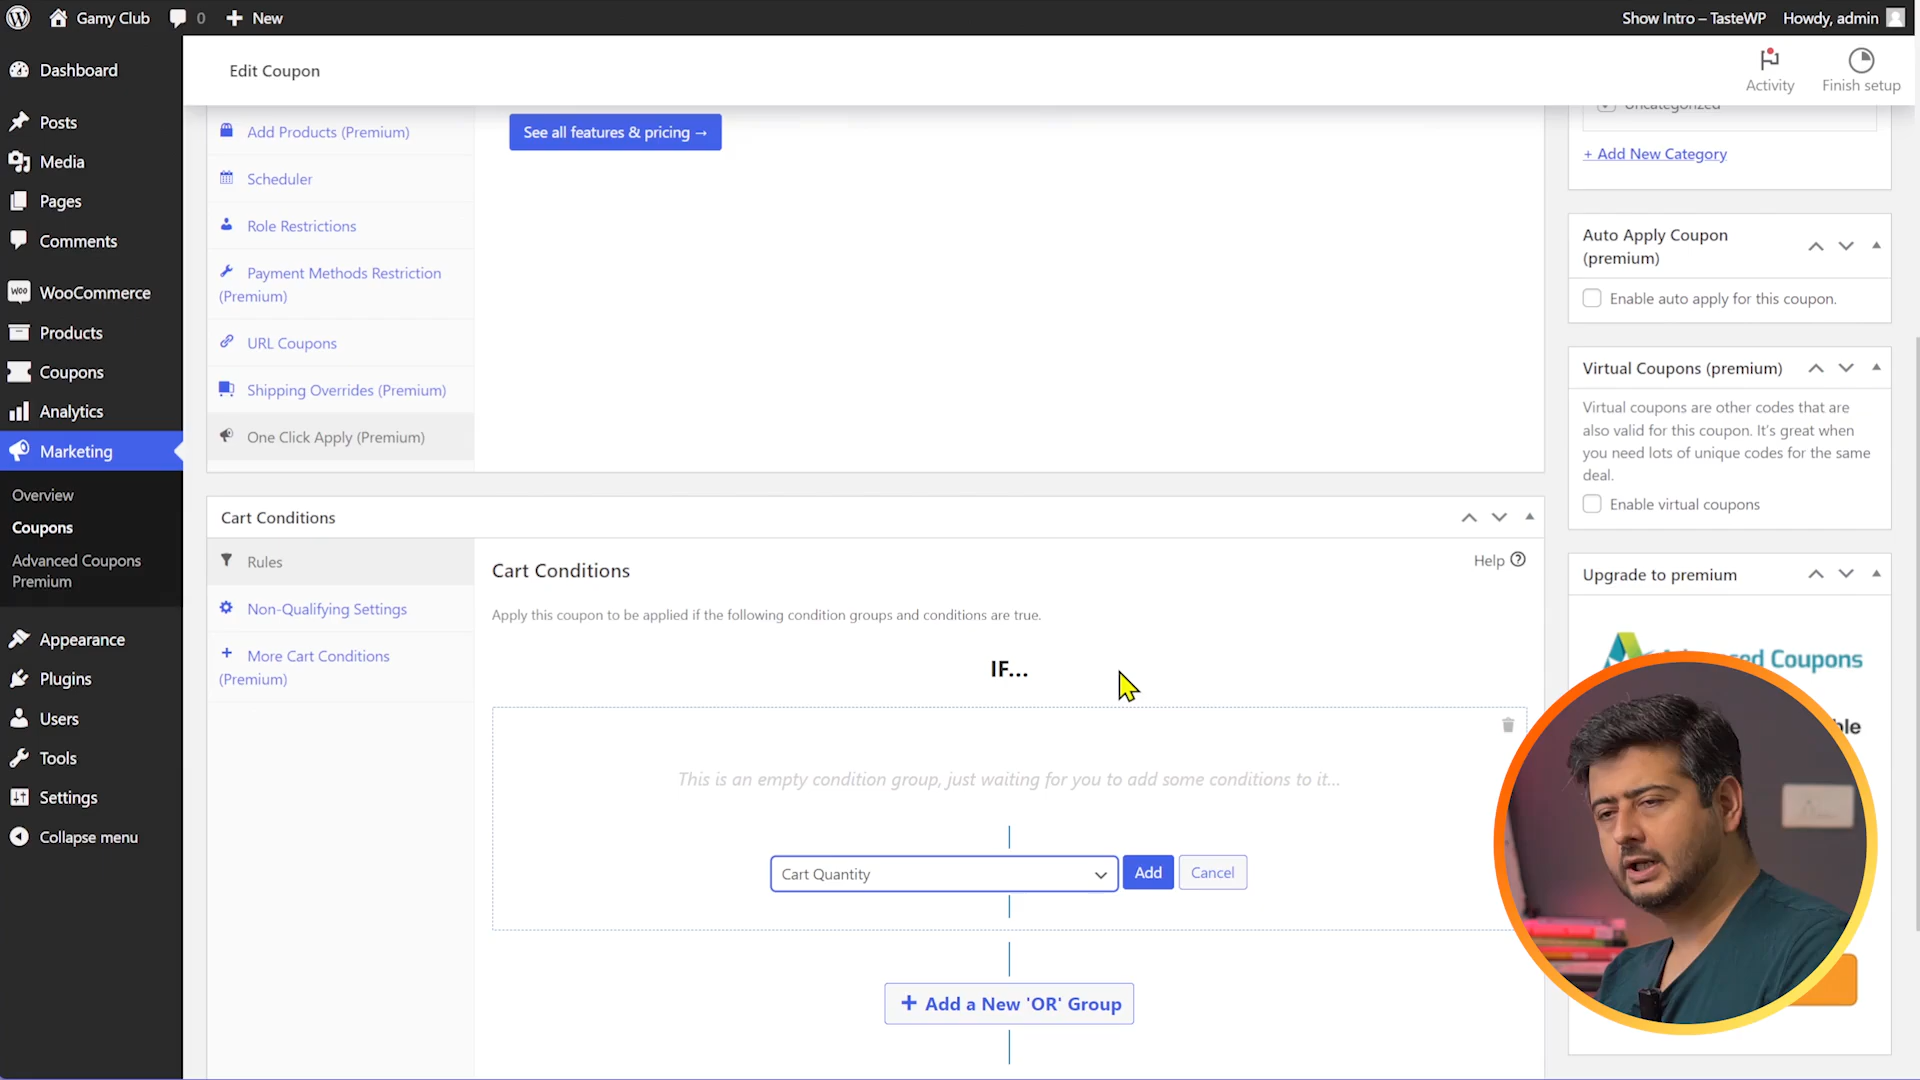 Gamy Club
0
New
Show Intro – TasteWP
Howdy, admin
Edit Coupon
Activity
Finish setup
Dashboard
Posts
Media
Pages
Comments
WooCommerce
Products
Coupons
Analytics
Marketing
Overview
Coupons
Advanced Coupons
Premium
Appearance
Plugins
Users
Tools
Settings
Collapse menu
Add Products (Premium)
Scheduler
Role Restrictions
Payment Methods Restriction
(Premium)
URL Coupons
Shipping Overrides (Premium)
One Click Apply (Premium)
See all features & pricing →
Cart Conditions
Rules
Non-Qualifying Settings
More Cart Conditions
(Premium)
Cart Conditions
Help
Apply this coupon to be applied if the following condition groups and conditions are true.
IF...
This is an empty condition group, just waiting for you to add some conditions to it...
Cart Quantity
Add
Cancel
+ Add a New 'OR' Group
Uncategorized
+ Add New Category
Auto Apply Coupon
(premium)
Enable auto apply for this coupon.
Virtual Coupons (premium)
Virtual coupons are other codes that are
also valid for this coupon. It's great when
you need lots of unique codes for the same
deal.
Enable virtual coupons
Upgrade to premium
Coupons